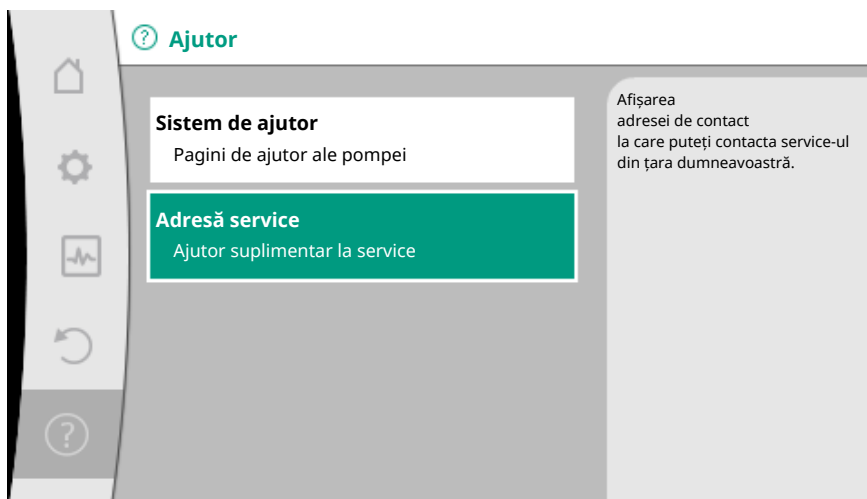 Ajutor
Sistem de ajutor
Pagini de ajutor ale pompei
Adresă service
Ajutor suplimentar la service
Afișarea
adresei de contact
la care puteți contacta service-ul
din țara dumneavoastră.